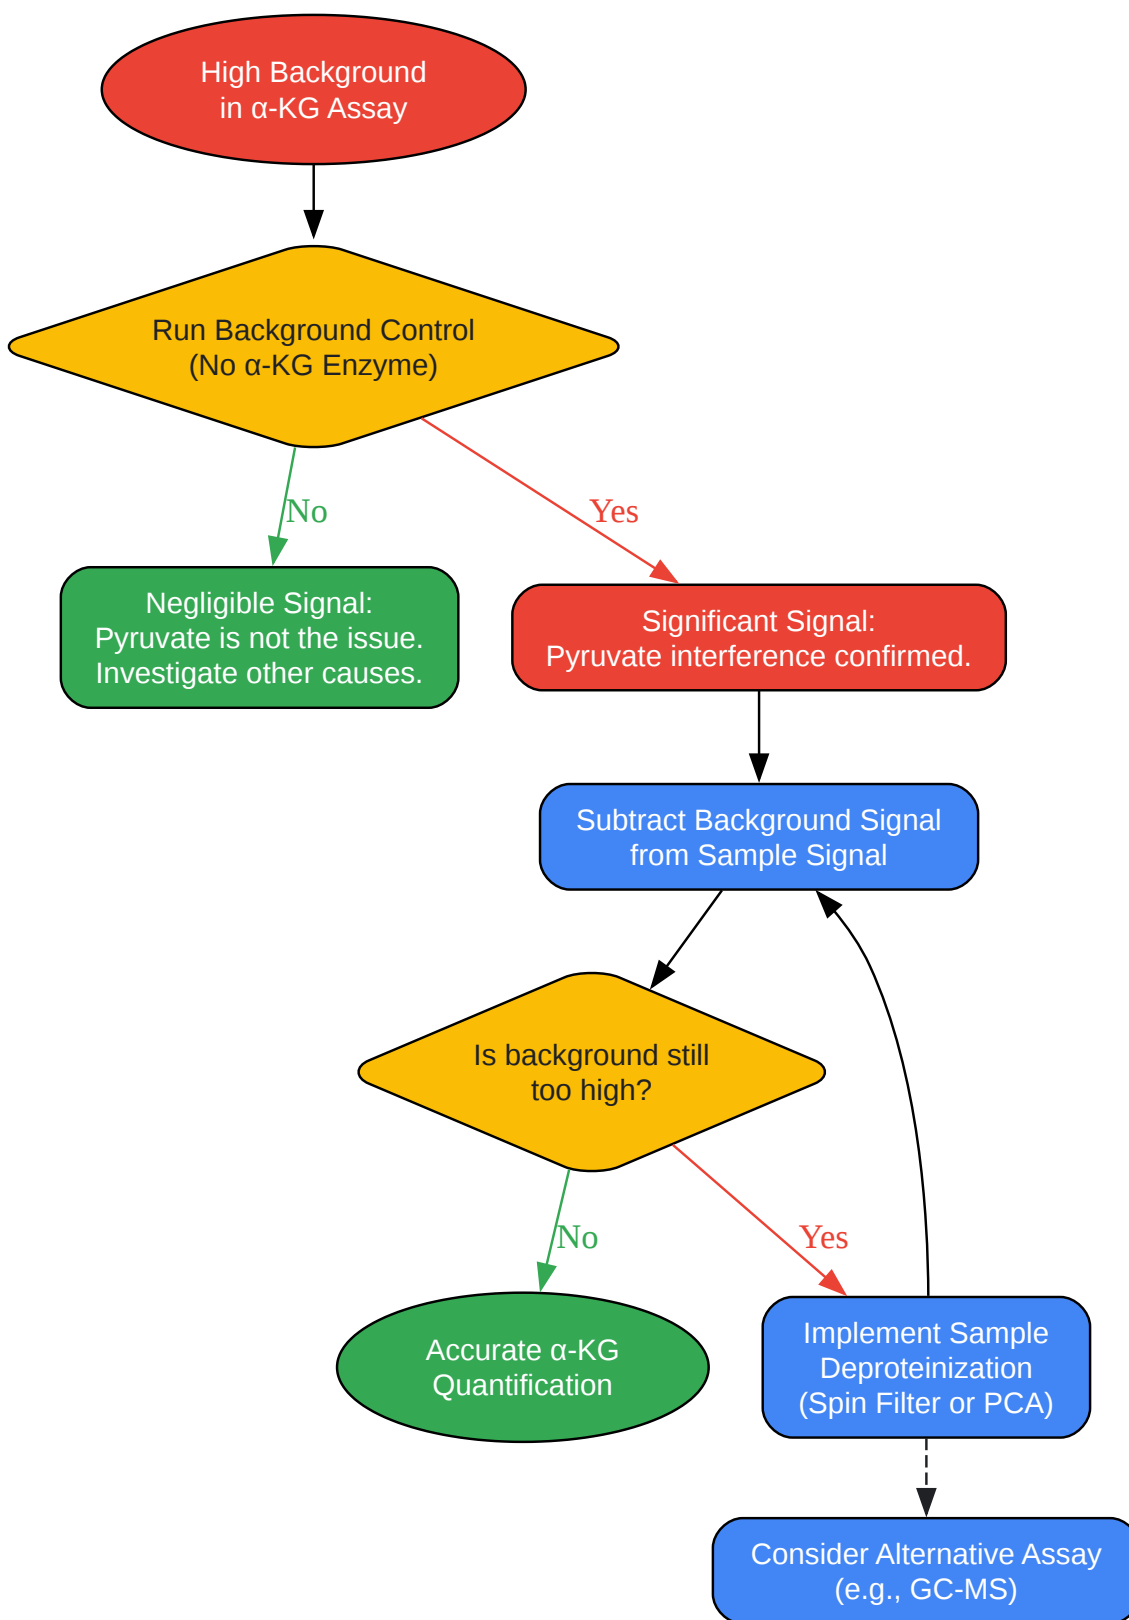 High Background
in α-KG Assay
Run Background Control
(No α-KG Enzyme)
No
Yes
Negligible Signal:
Pyruvate is not the issue.
Investigate other causes.
Significant Signal:
Pyruvate interference confirmed.
Subtract Background Signal
from Sample Signal
Is background still
too high?
No
Yes
Accurate α-KG
Quantification
Implement Sample
Deproteinization
(Spin Filter or PCA)
Consider Alternative Assay
(e.g., GC-MS)